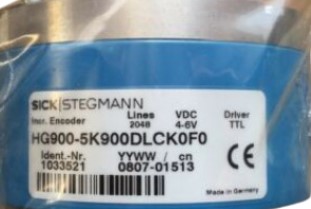 SICK|STEGMANN
Incr. Encoder Lines VDC Driver
2048 4-6V TTL
HG900-5K900DLCK0F0
Ident.-Nr. YYWW / cn
1033521 0807-01513
CE
Made in Germany